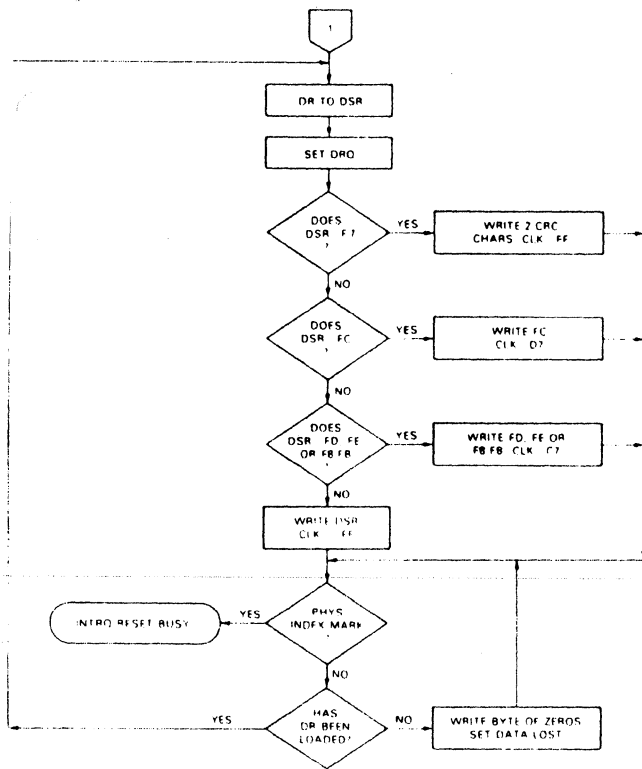 1
DR TO DSR
SET DRQ
DOES
DSR F7
?
YES
WRITE 2 CRC
CHARS CLK FF
NO
DOES
DSR FC
?
YES
WRITE FC
CLK D7
NO
DOES
DSR FD, FE
OR F8 FB
?
YES
WRITE FD, FE OR
F8 FB CLK C7
NO
WRITE DSR
CLK FF
PHYS
INDEX MARK
YES
INTRQ RESET BUSY
NO
HAS
DR BEEN
LOADED?
YES
NO
WRITE BYTE OF ZEROS
SET DATA LOST